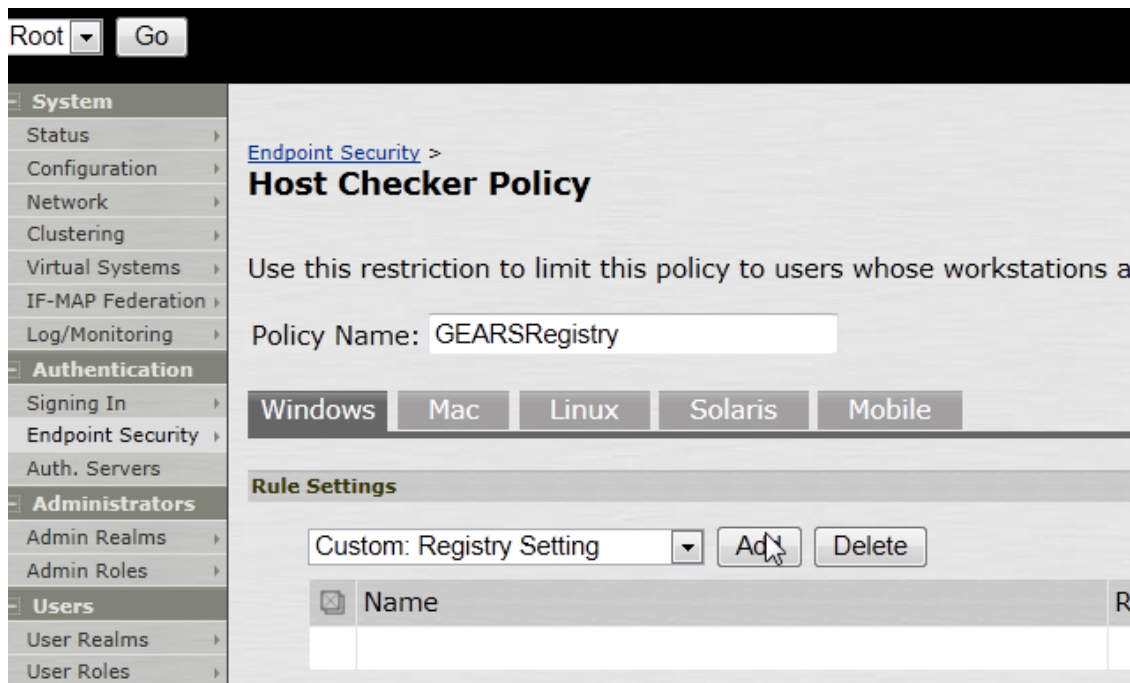 Root Go
System
Status
Configuration
Network
Clustering
Virtual Systems
IF-MAP Federation
Log/Monitoring
Authentication
Signing In
Endpoint Security
Auth. Servers
Administrators
Admin Realms
Admin Roles
Users
User Realms
User Roles
Endpoint Security >
Host Checker Policy
Use this restriction to limit this policy to users whose workstations a
Policy Name: GEARSRegistry
Windows Mac Linux Solaris Mobile
Rule Settings
Custom: Registry Setting Add Delete
Name R